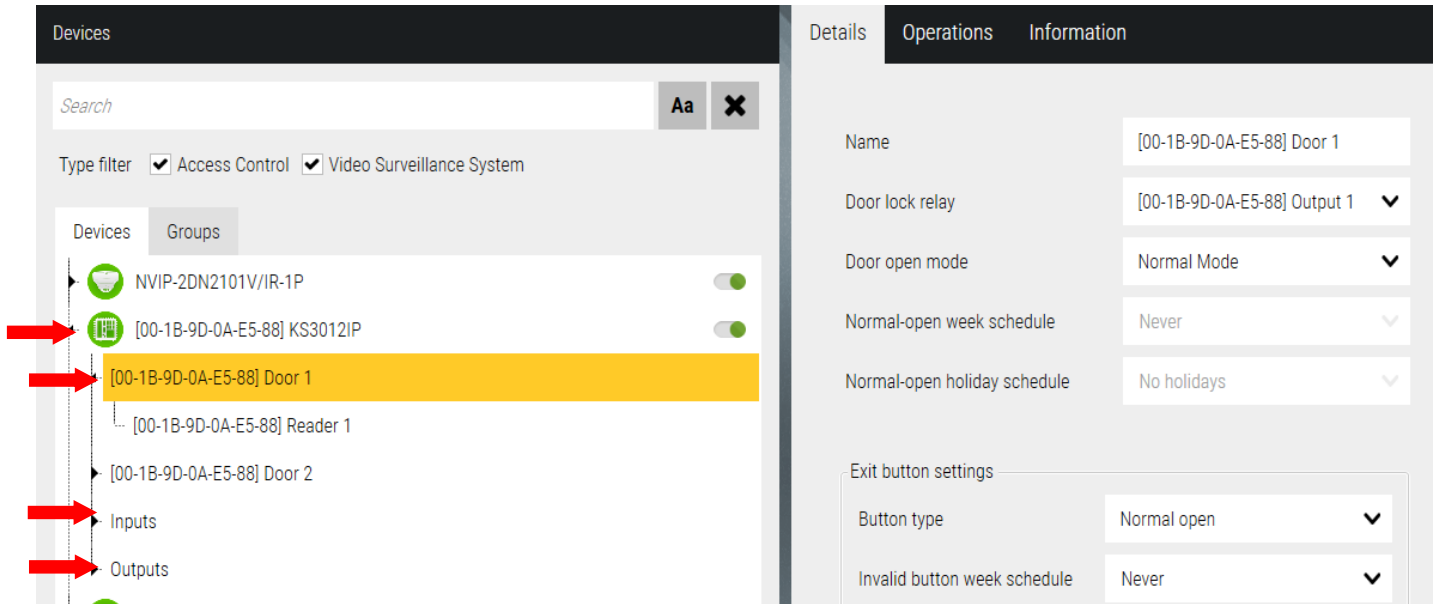 Devices
Search
Aa
Type filter Access Control Video Surveillance System
Devices Groups
NVIP-2DN2101V/IR-1P
[00-1B-9D-0A-E5-88] KS3012IP
[00-1B-9D-0A-E5-88] Door 1
[00-1B-9D-0A-E5-88] Reader 1
[00-1B-9D-0A-E5-88] Door 2
Inputs
Outputs
Details Operations Information
Name [00-1B-9D-0A-E5-88] Door 1
Door lock relay [00-1B-9D-0A-E5-88] Output 1
Door open mode Normal Mode
Normal-open week schedule Never
Normal-open holiday schedule No holidays
Exit button settings
Button type Normal open
Invalid button week schedule Never